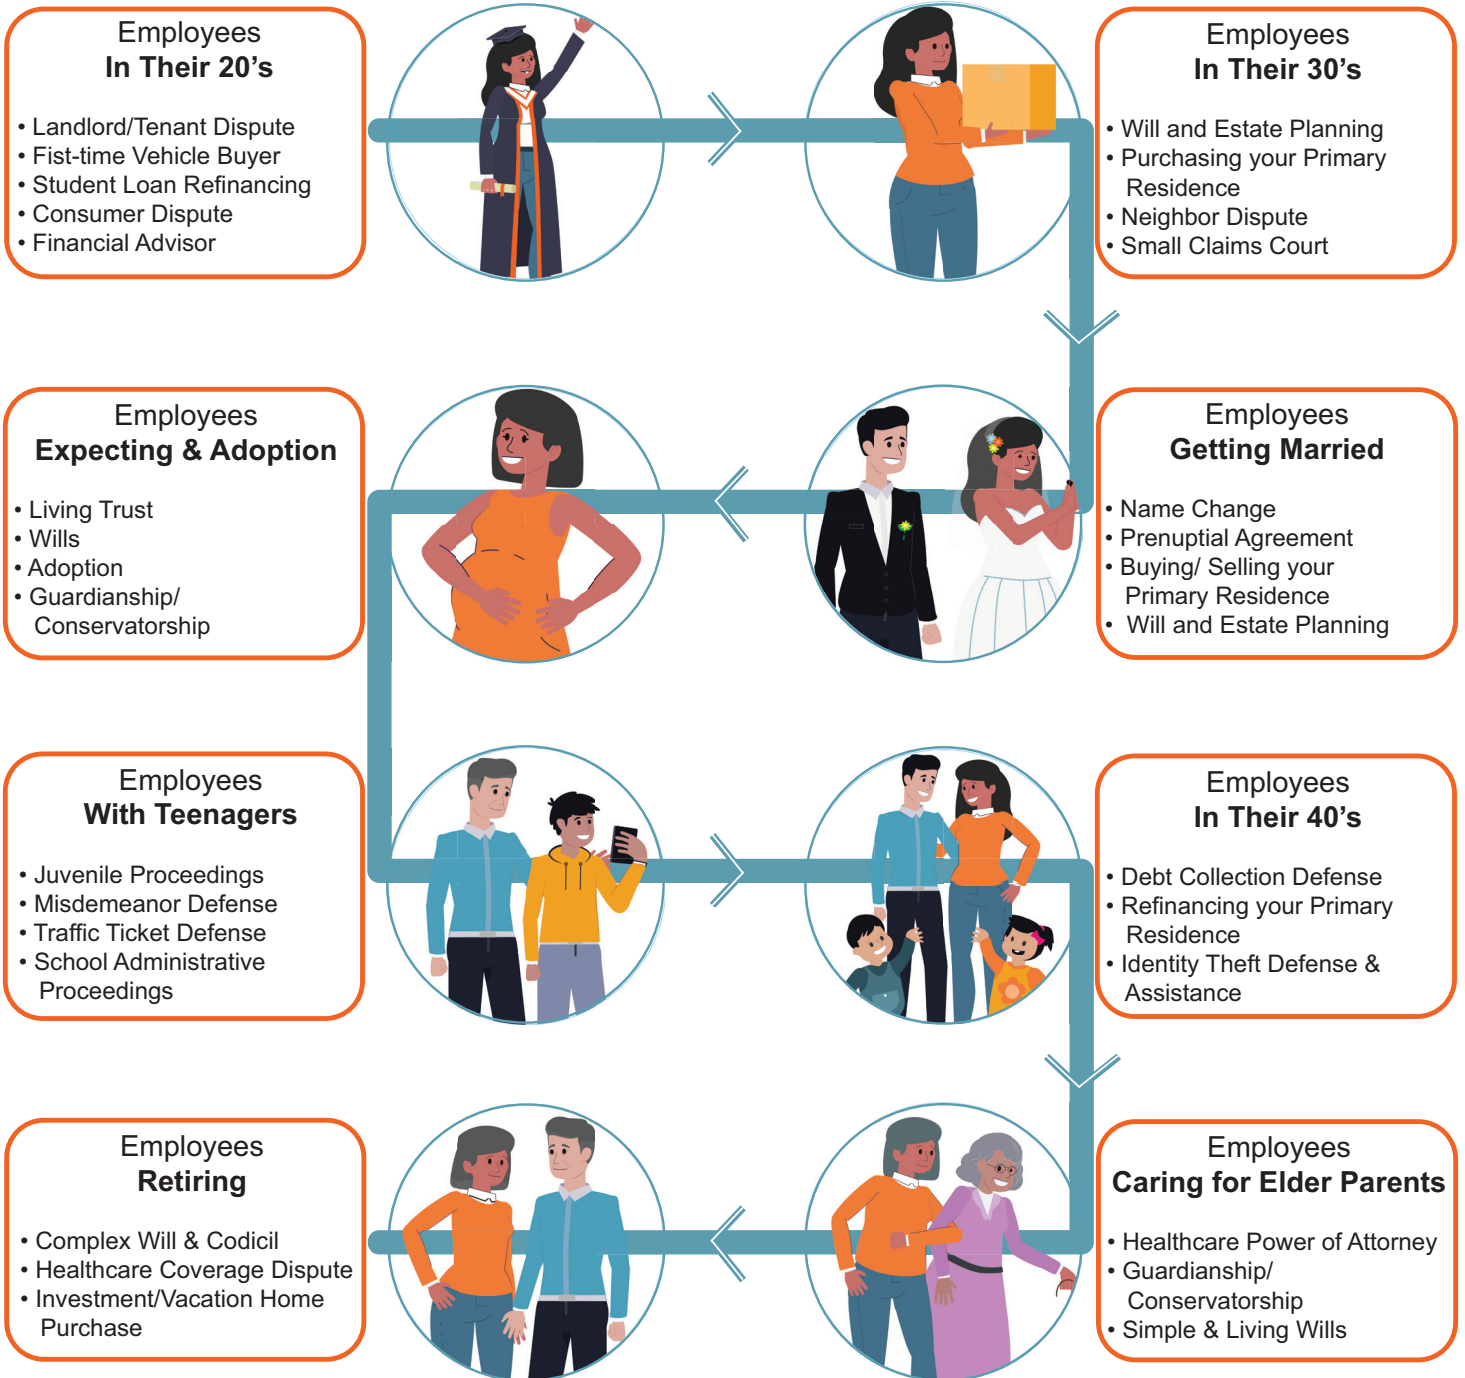 Employees
In Their 20’s
• Landlord/Tenant Dispute
• Fist-time Vehicle Buyer
• Student Loan Refinancing
• Consumer Dispute
• Financial Advisor
Employees
In Their 30’s
• Will and Estate Planning
• Purchasing your Primary
Residence
• Neighbor Dispute
• Small Claims Court
Employees
Getting Married
• Name Change
• Prenuptial Agreement
• Buying/ Selling your
Primary Residence
• Will and Estate Planning
Employees
Expecting & Adoption
• Living Trust
• Wills
• Adoption
• Guardianship/
Conservatorship
Employees
With Teenagers
• Juvenile Proceedings
• Misdemeanor Defense
• Traffic Ticket Defense
• School Administrative
Proceedings
Employees
In Their 40’s
• Debt Collection Defense
• Refinancing your Primary
Residence
• Identity Theft Defense &
Assistance
Employees
Caring for Elder Parents
• Healthcare Power of Attorney
• Guardianship/
Conservatorship
• Simple & Living Wills
Employees
Retiring
• Complex Will & Codicil
• Healthcare Coverage Dispute
• Investment/Vacation Home
Purchase